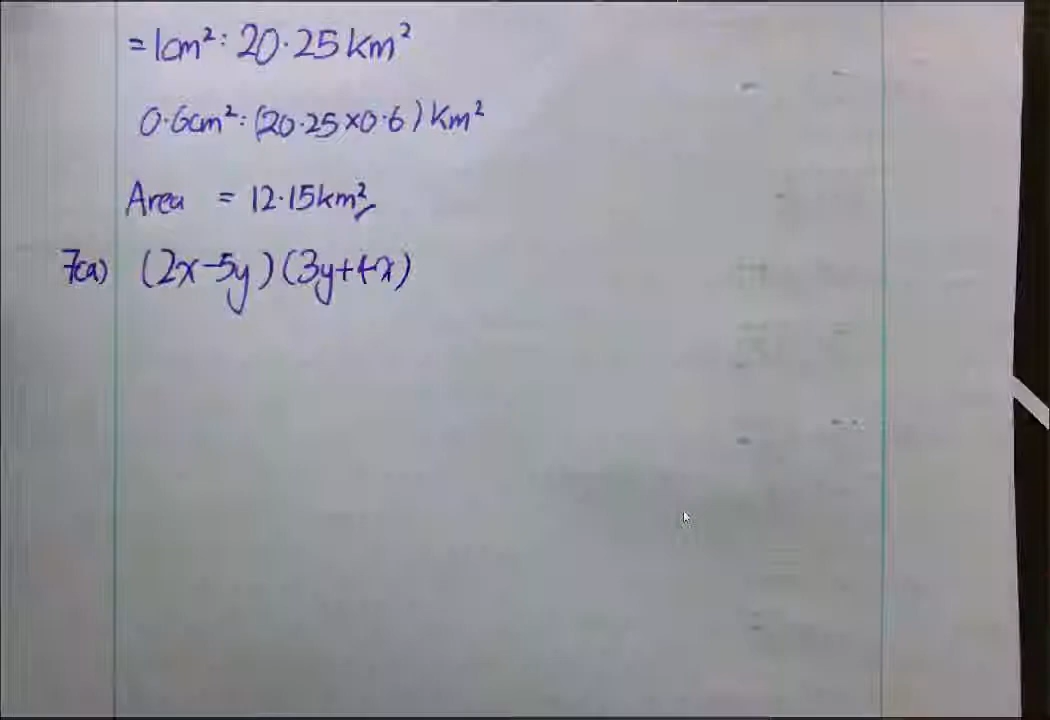 = 1cm²: 20.25 km²
0.6cm²: (20.25×0.6) km²
Area = 12.15km²
7(a) (2x-5y)(3y+4x)